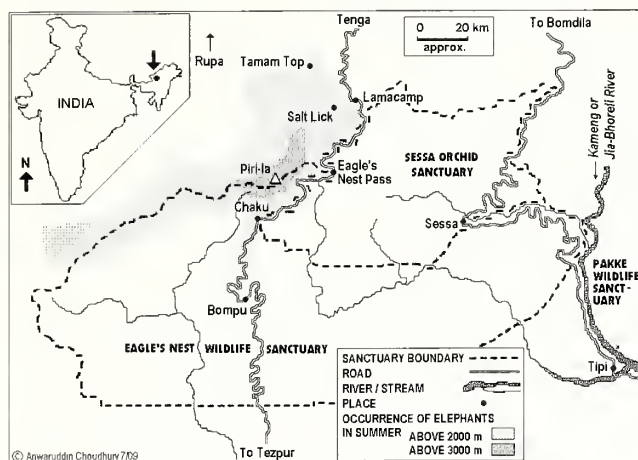 Tenga
0 20 km
approx.
To Bomdila
Rupa
Tamam Top
Lamacamp
INDIA
Salt Lick
Kameng or
Jia-Bhoreli River
N
Piri-la
Eagle's
Nest Pass
SESSA ORCHID
SANCTUARY
Chaku
Sessa
PAKKE
WILDLIFE
SANCT-
UARY
Bompu
EAGLE'S NEST WILDLIFE SANCTUARY
Tipi
SANCTUARY BOUNDARY
ROAD
RIVER / STREAM
PLACE
OCCURRENCE OF ELEPHANTS
IN SUMMER
ABOVE 2000 m
ABOVE 3000 m
To Tezpur
© Anwaruddin Choudhury 7/09